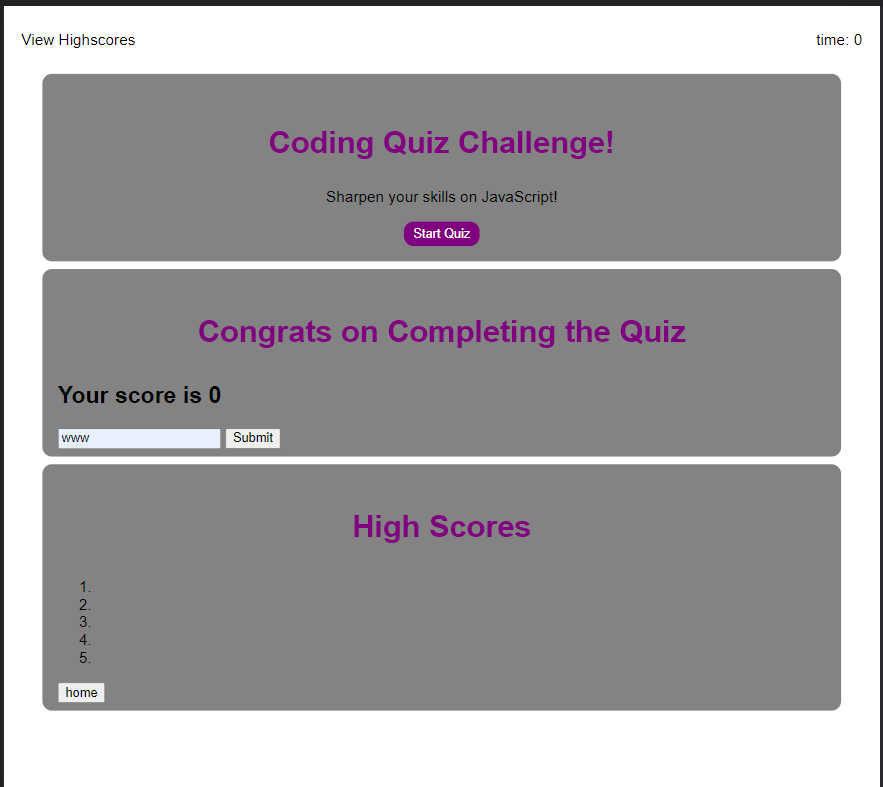 View Highscores time: 0
Coding Quiz Challenge!
Sharpen your skills on JavaScript!
Start Quiz
Congrats on Completing the Quiz
Your score is 0
www Submit
High Scores
1.
2.
3.
4.
5.
home